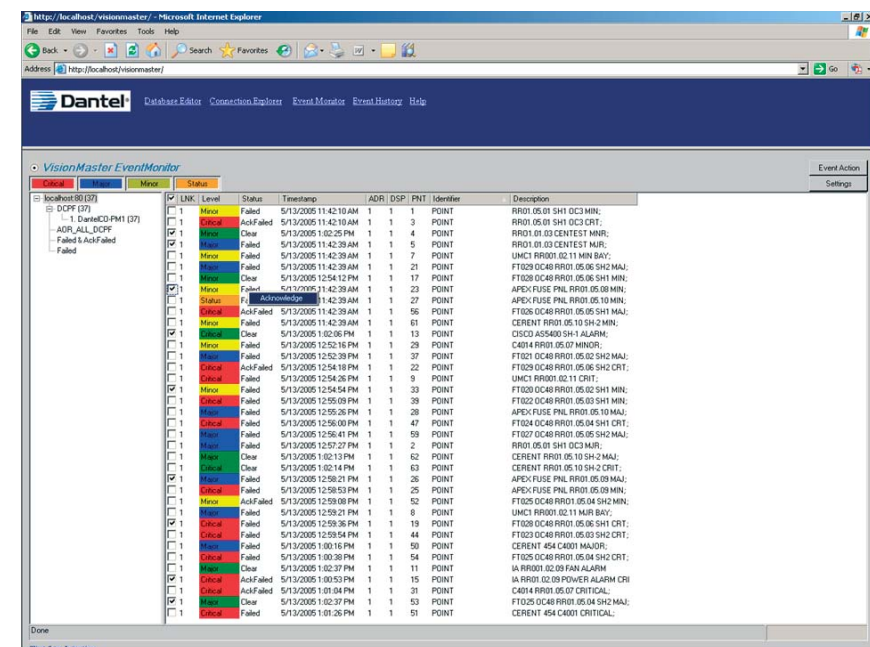 http://localhost/visionmaster/ - Microsoft Internet Explorer
File Edit View Favorites Tools Help
Back Search Favorites
Address http://localhost/visionmaster/ Go
Dantel Database Editor Connection Explorer Event Monitor Event History Help
VisionMaster EventMonitor Event Action
Critical Major Minor Status Settings
localhost:80 (37)
DCPF (37)
1. DantelCO-PM1 (37)
AOR_ALL_DCPF
Failed & AckFailed
Failed
LNK Level Status Timestamp ADR DSP PNT Identifier Description
1 Minor Failed 5/13/2005 11:42:10 AM 1 1 1 POINT RR01.05.01 SH1 OC3 MIN;
1 Critical AckFailed 5/13/2005 11:42:10 AM 1 1 3 POINT RR01.05.01 SH1 OC3 CRT;
1 Minor Clear 5/13/2005 1:02:25 PM 1 1 4 POINT RR01.01.03 CENTEST MNR;
1 Major Failed 5/13/2005 11:42:39 AM 1 1 5 POINT RR01.01.03 CENTEST MJR;
1 Minor Failed 5/13/2005 11:42:39 AM 1 1 7 POINT UMC1 RR001.02.11 MIN BAY;
1 Major Failed 5/13/2005 11:42:39 AM 1 1 21 POINT FT029 OC48 RR01.05.06 SH2 MAJ;
1 Minor Clear 5/13/2005 12:54:12 PM 1 1 17 POINT FT028 OC48 RR01.05.06 SH1 MIN;
1 Minor Failed 5/13/2005 11:42:39 AM 1 1 23 POINT APEX FUSE PNL RR01.05.08 MIN;
1 Status Acknowledge 11:42:39 AM 1 1 27 POINT APEX FUSE PNL RR01.05.10 MIN;
1 Critical AckFailed 5/13/2005 11:42:39 AM 1 1 56 POINT FT026 OC48 RR01.05.05 SH1 MAJ;
1 Minor Failed 5/13/2005 11:42:39 AM 1 1 61 POINT CERENT RR01.05.10 SH-2 MIN;
1 Critical Clear 5/13/2005 1:02:06 PM 1 1 13 POINT CISCO AS5400 SH-1 ALARM;
1 Minor Failed 5/13/2005 12:52:16 PM 1 1 29 POINT C4014 RR01.05.07 MINOR;
1 Major Failed 5/13/2005 12:52:39 PM 1 1 37 POINT FT021 OC48 RR01.05.02 SH2 MAJ;
1 Critical AckFailed 5/13/2005 12:54:18 PM 1 1 22 POINT FT029 OC48 RR01.05.06 SH2 CRT;
1 Critical Failed 5/13/2005 12:54:26 PM 1 1 9 POINT UMC1 RR001.02.11 CRIT;
1 Minor Failed 5/13/2005 12:54:54 PM 1 1 33 POINT FT020 OC48 RR01.05.02 SH1 MIN;
1 Critical Failed 5/13/2005 12:55:09 PM 1 1 39 POINT FT022 OC48 RR01.05.03 SH1 MIN;
1 Major Failed 5/13/2005 12:55:26 PM 1 1 28 POINT APEX FUSE PNL RR01.05.10 MAJ;
1 Critical Failed 5/13/2005 12:56:00 PM 1 1 47 POINT FT024 OC48 RR01.05.04 SH1 CRT;
1 Major Failed 5/13/2005 12:56:41 PM 1 1 59 POINT FT027 OC48 RR01.05.05 SH2 MAJ;
1 Major Failed 5/13/2005 12:57:27 PM 1 1 2 POINT RR01.05.01 SH1 OC3 MJR;
1 Major Clear 5/13/2005 1:02:13 PM 1 1 62 POINT CERENT RR01.05.10 SH-2 MAJ;
1 Critical Clear 5/13/2005 1:02:14 PM 1 1 63 POINT CERENT RR01.05.10 SH-2 CRIT;
1 Major Failed 5/13/2005 12:58:21 PM 1 1 26 POINT APEX FUSE PNL RR01.05.09 MAJ;
1 Critical Failed 5/13/2005 12:58:53 PM 1 1 25 POINT APEX FUSE PNL RR01.05.09 MIN;
1 Minor AckFailed 5/13/2005 12:59:08 PM 1 1 52 POINT FT025 OC48 RR01.05.04 SH2 MIN;
1 Major Failed 5/13/2005 12:59:21 PM 1 1 8 POINT UMC1 RR001.02.11 MJR BAY;
1 Critical Failed 5/13/2005 12:59:36 PM 1 1 19 POINT FT028 OC48 RR01.05.06 SH1 CRT;
1 Critical Failed 5/13/2005 12:59:54 PM 1 1 44 POINT FT023 OC48 RR01.05.03 SH2 CRT;
1 Major Failed 5/13/2005 1:00:16 PM 1 1 50 POINT CERENT 454 C4001 MAJOR;
1 Critical Failed 5/13/2005 1:00:38 PM 1 1 54 POINT FT025 OC48 RR01.05.04 SH2 CRT;
1 Major Clear 5/13/2005 1:02:37 PM 1 1 11 POINT IA RR001.02.09 FAN ALARM
1 Critical AckFailed 5/13/2005 1:00:53 PM 1 1 15 POINT IA RR01.02.09 POWER ALARM CRI
1 Critical AckFailed 5/13/2005 1:01:04 PM 1 1 31 POINT C4014 RR01.05.07 CRITICAL;
1 Major Clear 5/13/2005 1:02:37 PM 1 1 53 POINT FT025 OC48 RR01.05.04 SH2 MAJ;
1 Critical Failed 5/13/2005 1:01:26 PM 1 1 51 POINT CERENT 454 C4001 CRITICAL;
Done